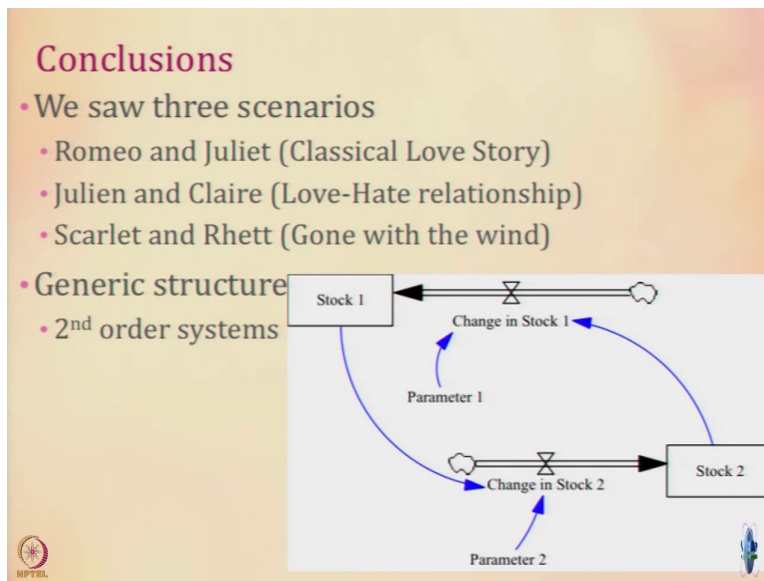 Conclusions
• We saw three scenarios
• Romeo and Juliet (Classical Love Story)
• Julien and Claire (Love-Hate relationship)
• Scarlet and Rhett (Gone with the wind)
• Generic structure
• 2nd order systems
Stock 1
Change in Stock 1
Parameter 1
Stock 2
Change in Stock 2
Parameter 2
NPTEL